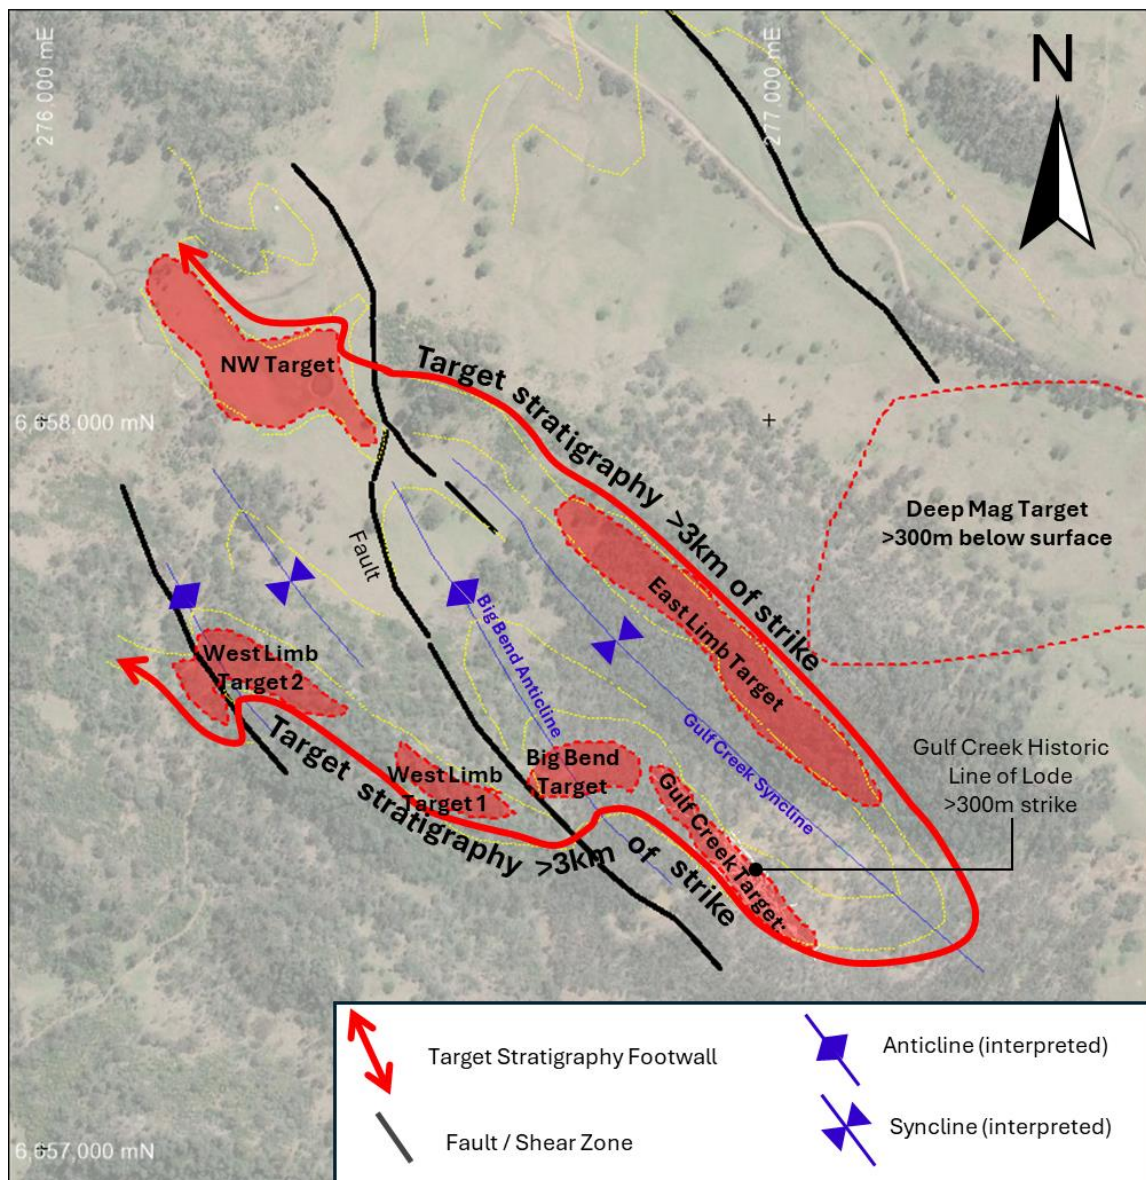 276,000 mE
277,000 mE
N
NW Target
Target stratigraphy >3km of strike
6,658,000 mN
Deep Mag Target
>300m below surface
Fault
East Limb Target
Big Bend Anticline
West Limb
Target 2
Gulf Creek Syncline
Gulf Creek Historic
Line of Lode
>300m strike
Big Bend
Target
West Limb
Target 1
Gulf Creek Target:
Target stratigraphy >3km of strike
Target Stratigraphy Footwall
Anticline (interpreted)
Fault / Shear Zone
Syncline (interpreted)
6,657,000 mN